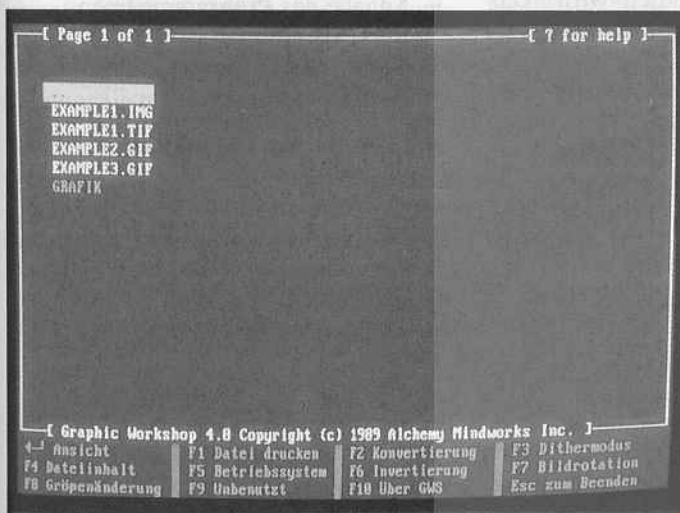 [ Page 1 of 1 ] [ ? for help ]
..
EXAMPLE1.IMG
EXAMPLE1.TIF
EXAMPLE2.GIF
EXAMPLE3.GIF
GRAFIK
[ Graphic Workshop 4.0 Copyright (c) 1989 Alchemy Mindworks Inc. ]
◄┘ Ansicht F1 Datei drucken F2 Konvertierung F3 Dithermodus
F4 Dateiinhalt F5 Betriebssystem F6 Invertierung F7 Bildrotation
F8 Gröpenänderung F9 Unbenutzt F10 Über GWS Esc zum Beenden